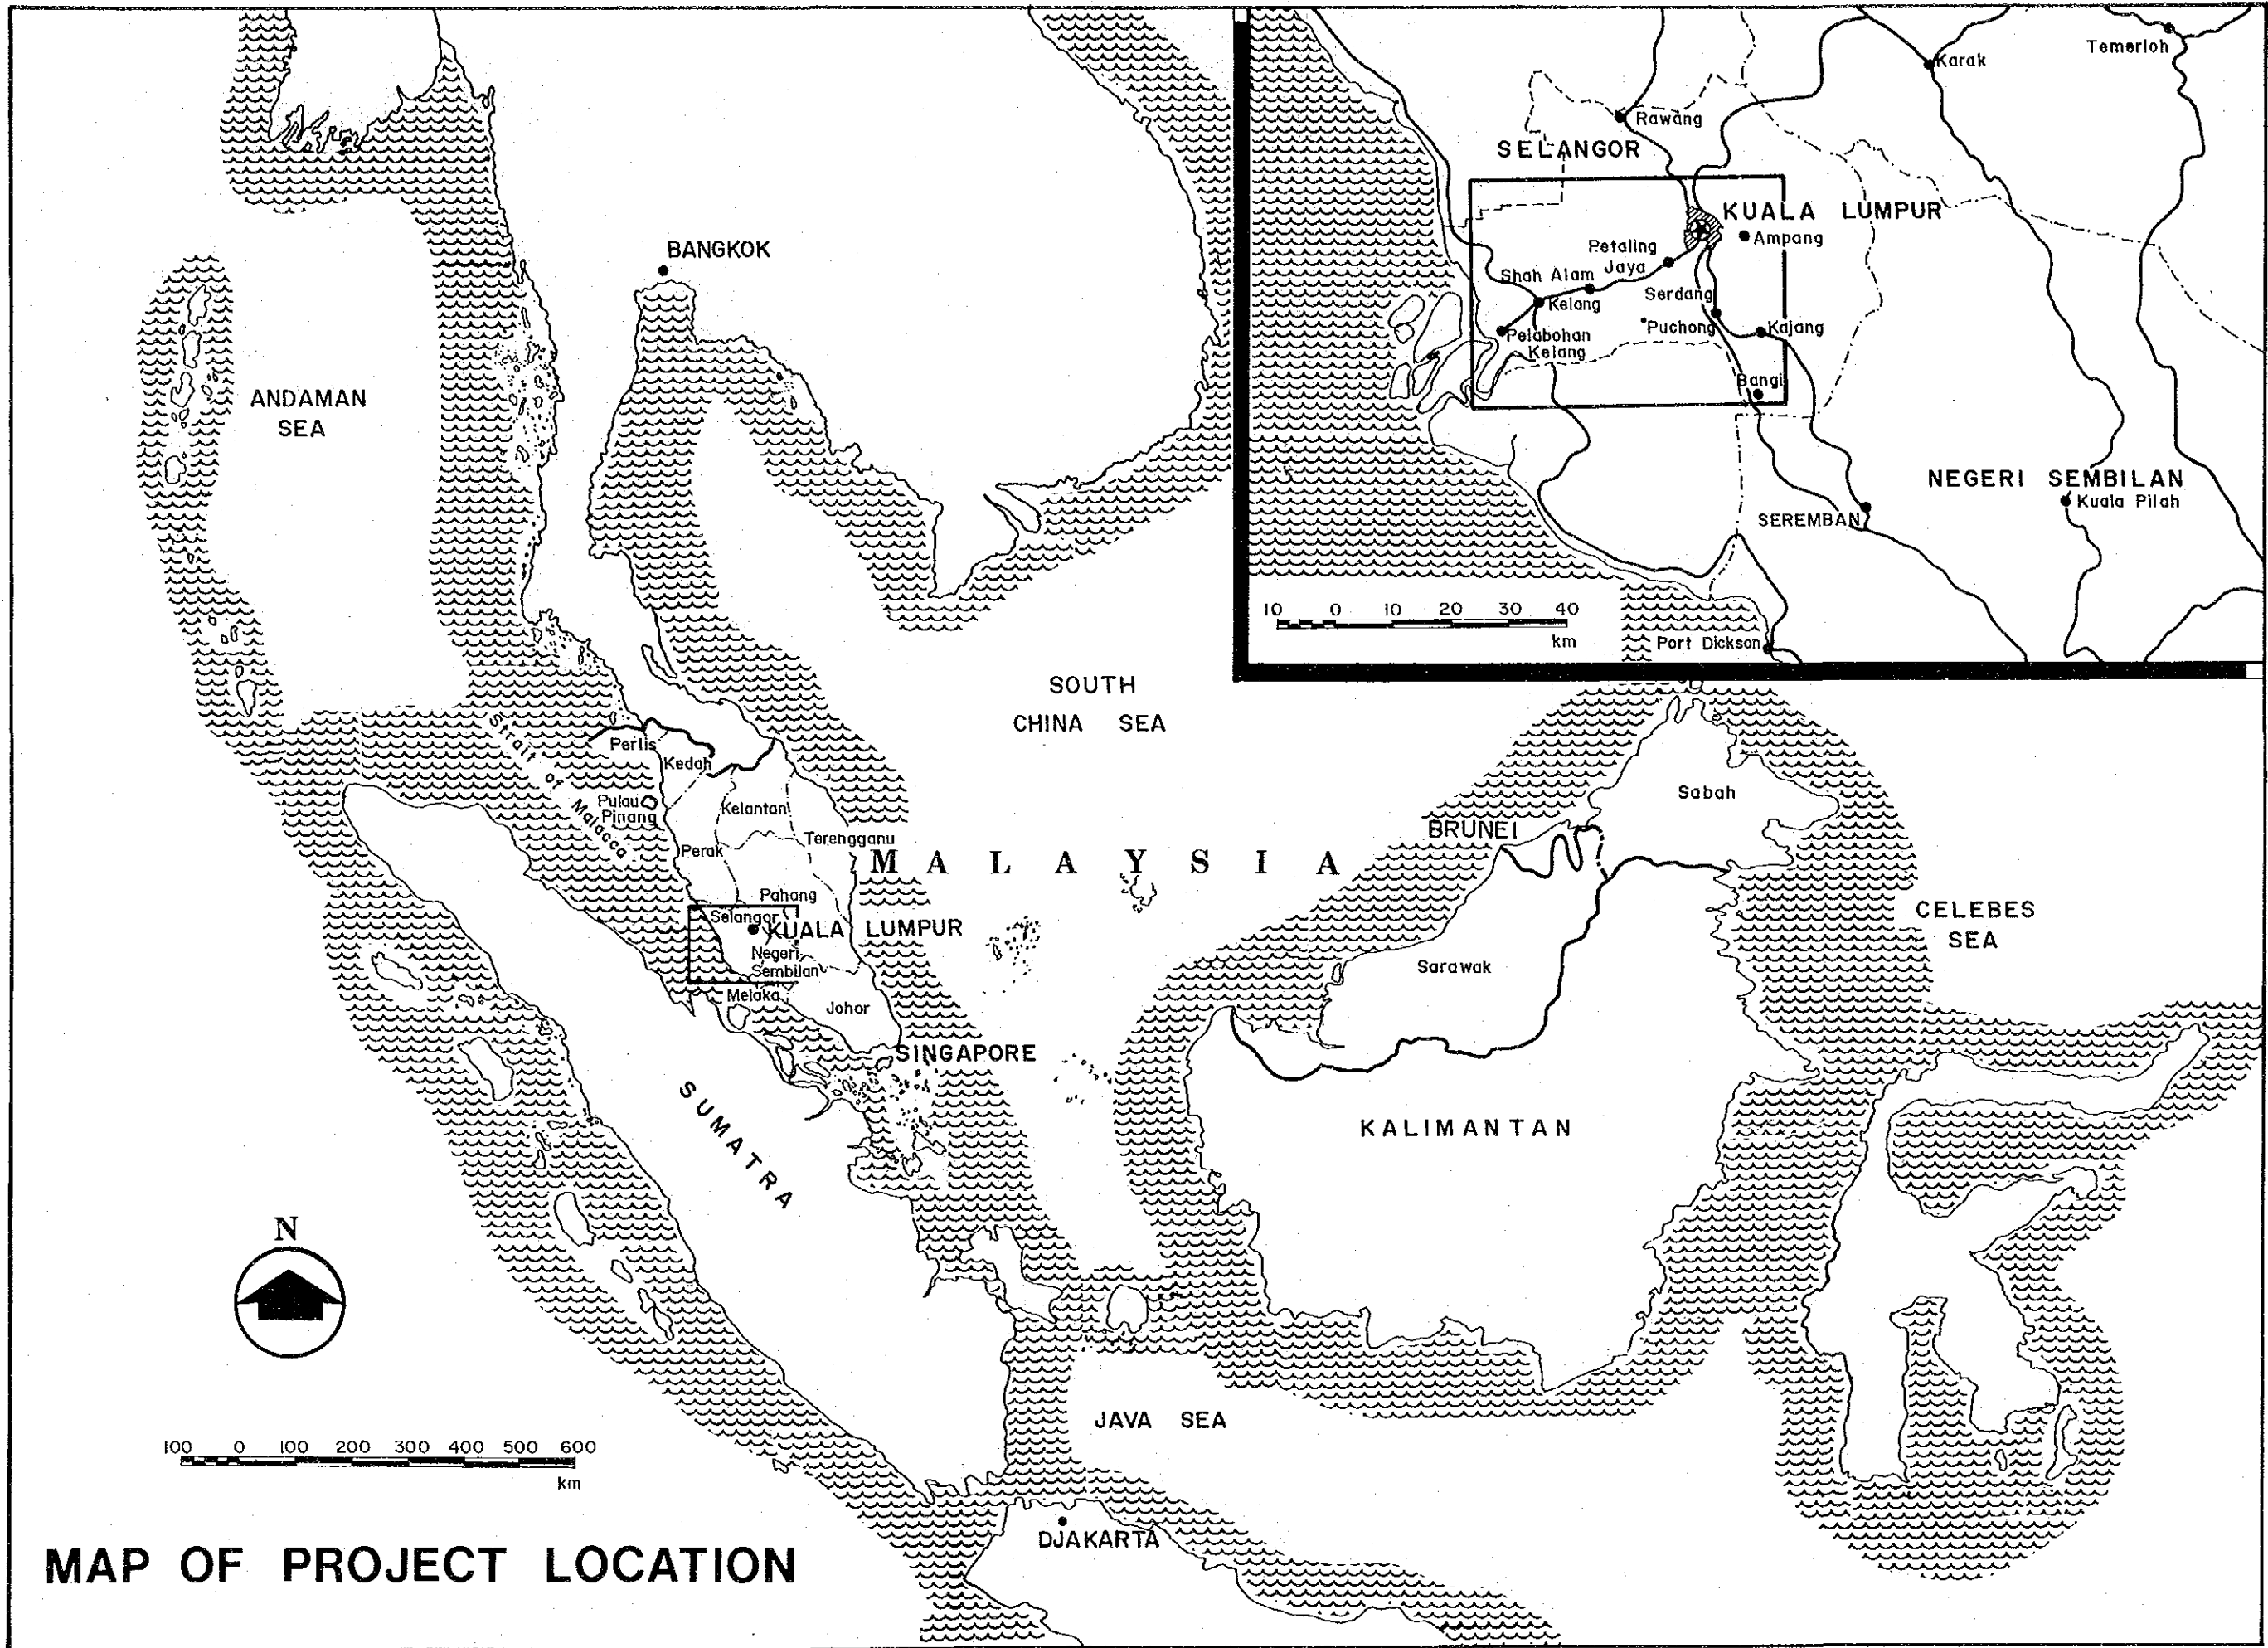 Temerloh
Karak
Rawang
SELANGOR
KUALA LUMPUR
Ampang
Petaling
Jaya
Shah Alam
Serdang
Kelang
Puchong
Kajang
Pelabohan
Kelang
Bangi
NEGERI SEMBILAN
Kuala Pilah
SEREMBAN
10 0 10 20 30 40
km
Port Dickson
BANGKOK
ANDAMAN
SEA
SOUTH
CHINA SEA
Strait of Malacca
Perlis
Kedah
Pulau
Pinang
Kelantan
Terengganu
Perak
Pahang
Selangor
KUALA LUMPUR
Negeri
Sembilan
Melaka
Johor
MALAYSIA
BRUNEI
Sabah
Sarawak
CELEBES
SEA
SINGAPORE
SUMATRA
KALIMANTAN
N
JAVA SEA
100 0 100 200 300 400 500 600
km
DJAKARTA
MAP OF PROJECT LOCATION